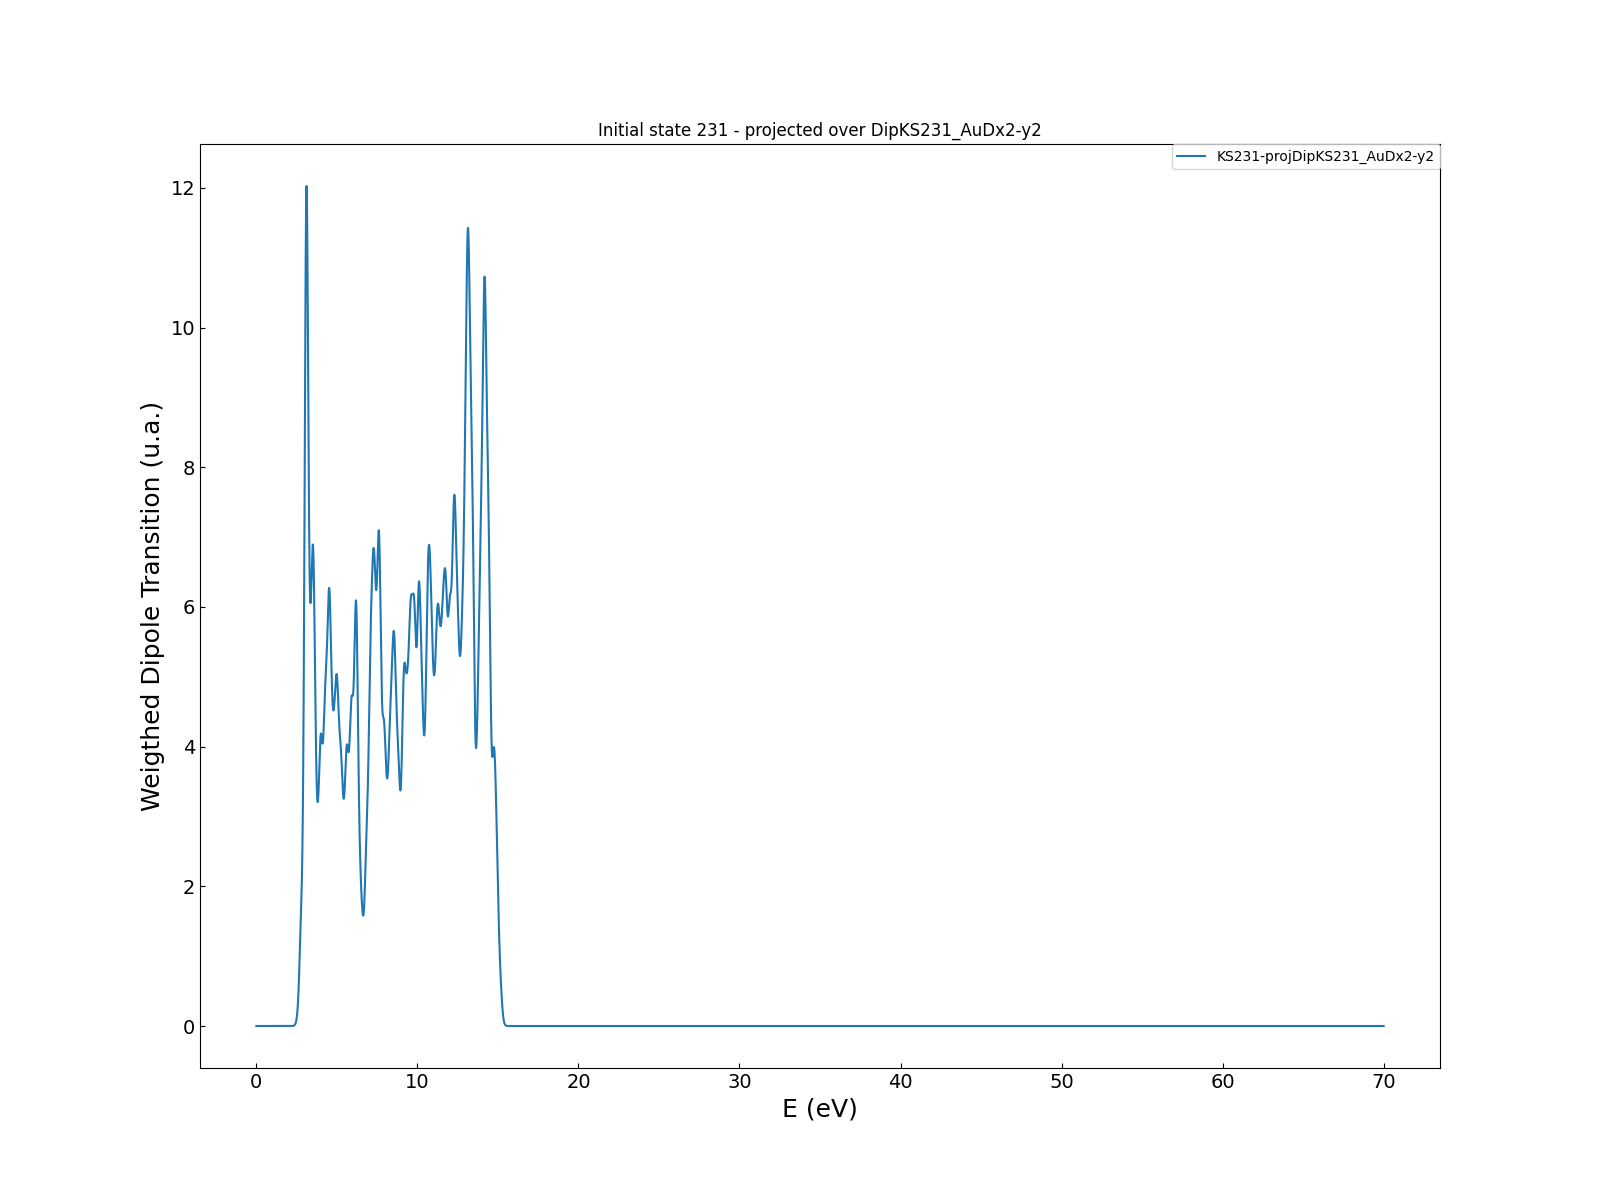 Initial state 231 - projected over DipKS231_AuDx2-y2
KS231-projDipKS231_AuDx2-y2
Weigthed Dipole Transition (u.a.)
12
10
8
6
4
2
0
0 10 20 30 40 50 60 70
E (eV)